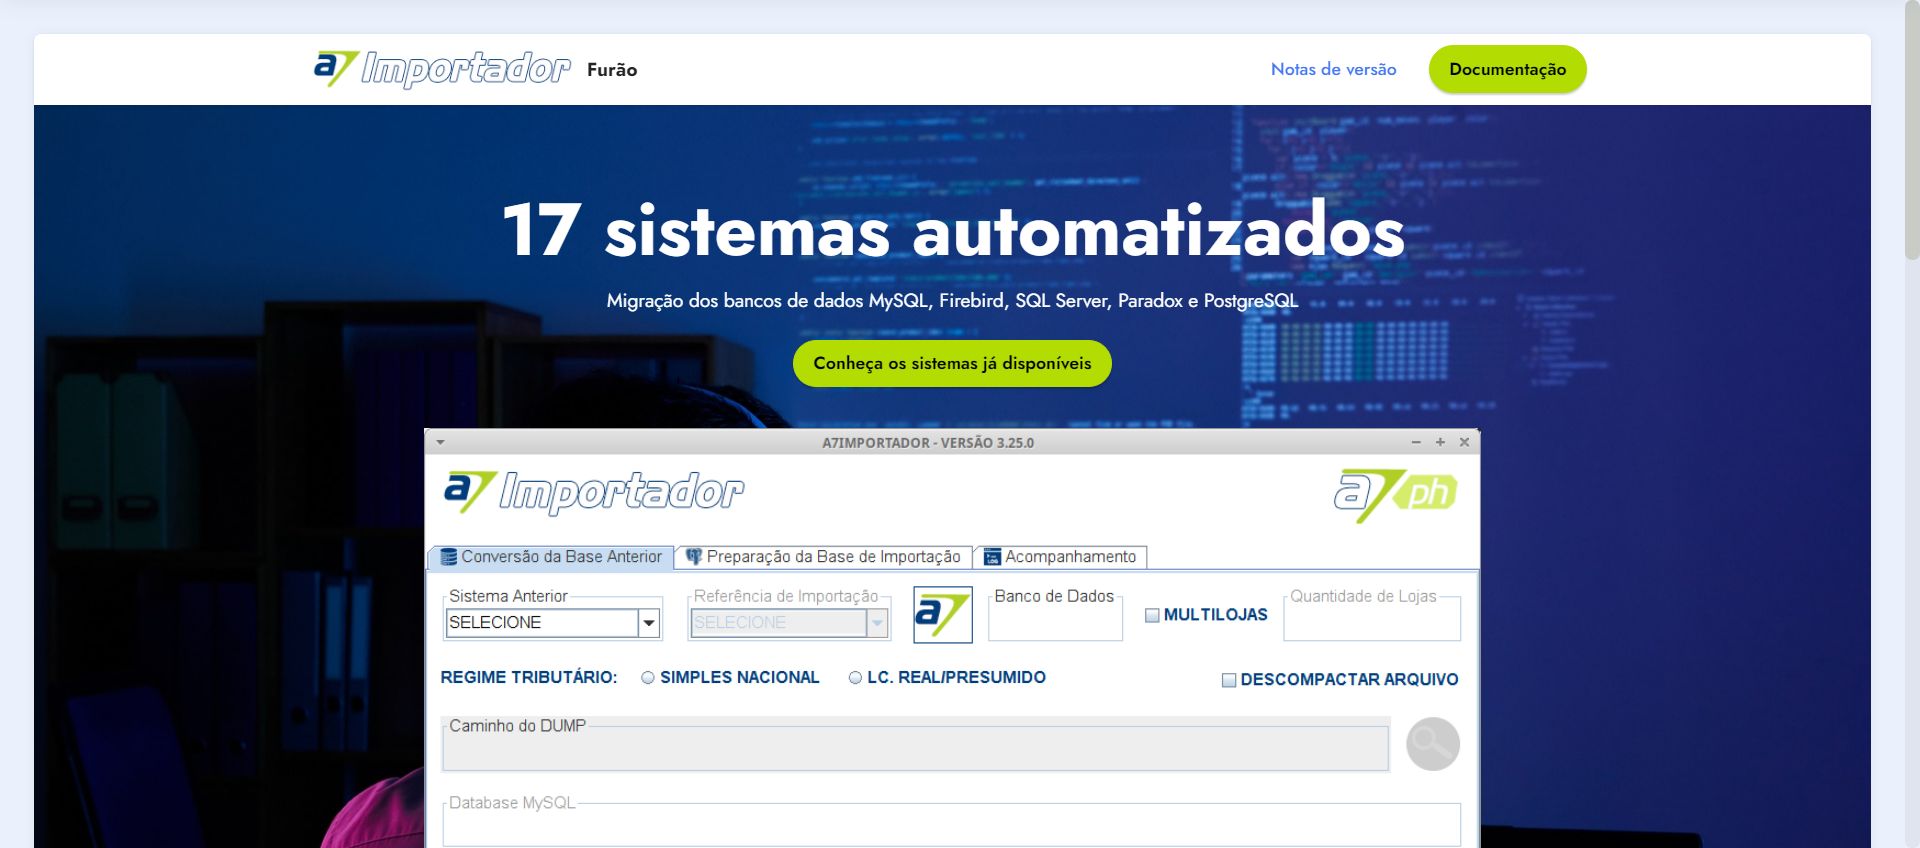 a7 Importador Furão
Notas de versão
Documentação
17 sistemas automatizados
Migração dos bancos de dados MySQL, Firebird, SQL Server, Paradox e PostgreSQL
Conheça os sistemas já disponíveis
A7IMPORTADOR - VERSÃO 3.25.0
a7 Importador
a7 ph
Conversão da Base Anterior
Preparação da Base de Importação
LOG
Acompanhamento
Sistema Anterior
SELECIONE
Referência de Importação
SELECIONE
a7
Banco de Dados
MULTILOJAS
Quantidade de Lojas
REGIME TRIBUTÁRIO:
SIMPLES NACIONAL
LC. REAL/PRESUMIDO
DESCOMPACTAR ARQUIVO
Caminho do DUMP
Database MySQL